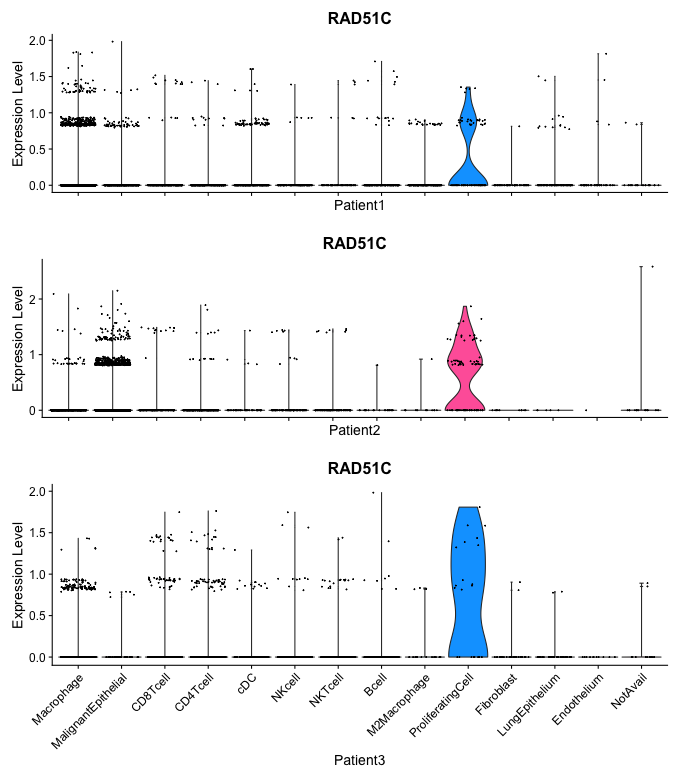 RAD51C
Expression Level
2.0
1.5
1.0
0.5
0.0
Patient1
RAD51C
Expression Level
2
1
0
Patient2
RAD51C
Expression Level
2.0
1.5
1.0
0.5
0.0
Macrophage
MalignantEpithelial
CD8Tcell
CD4Tcell
cDC
NKcell
NKTcell
Bcell
M2Macrophage
ProliferatingCell
Fibroblast
LungEpithelium
Endothelium
NotAvail
Patient3